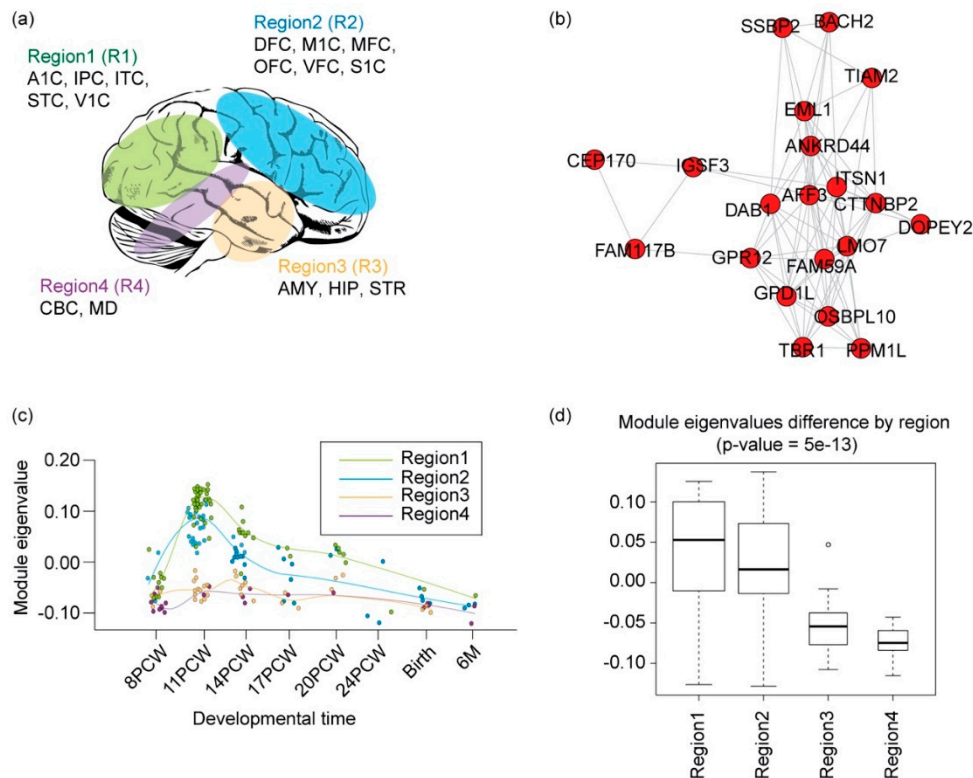 (a)
Region1 (R1)
A1C, IPC, ITC,
STC, V1C
Region2 (R2)
DFC, M1C, MFC,
OFC, VFC, S1C
Region4 (R4)
CBC, MD
Region3 (R3)
AMY, HIP, STR
(b)
SSBP2
BACH2
TIAM2
EML1
ANKRD44
CEP170
IGSF3
ITSN1
AFF3
CTTNBP2
DAB1
DOPEY2
FAM117B
LMO7
GPR12
FAM59A
GPD1L
OSBPL10
TBR1
PPM1L
(c)
Module eigenvalue
0.20
0.10
0.00
-0.10
Region1
Region2
Region3
Region4
8PCW
11PCW
14PCW
17PCW
20PCW
24PCW
Birth
6M
Developmental time
(d)
Module eigenvalues difference by region
(p-value = 5e-13)
0.10
0.05
0.00
-0.05
-0.10
Region1
Region2
Region3
Region4